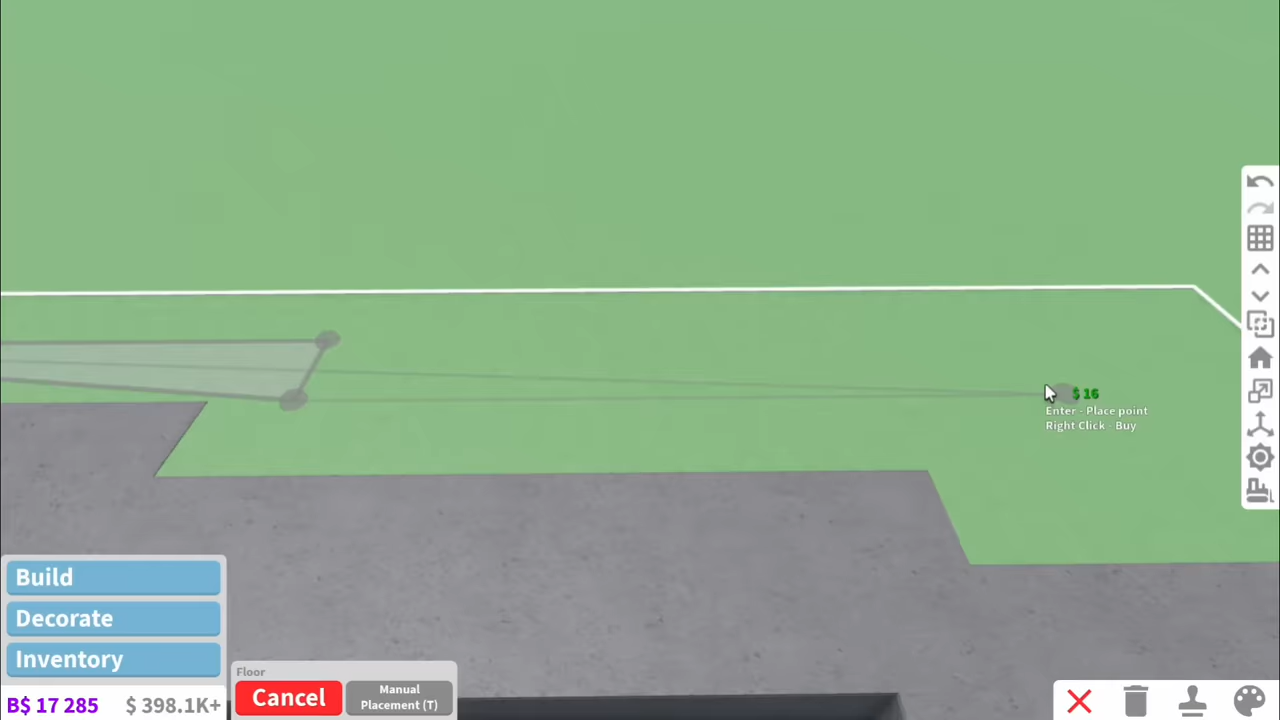 $ 16
Enter - Place point
Right Click - Buy
Build
Decorate
Inventory
B$ 17 285 $ 398.1K+
Floor
Cancel
Manual
Placement (T)